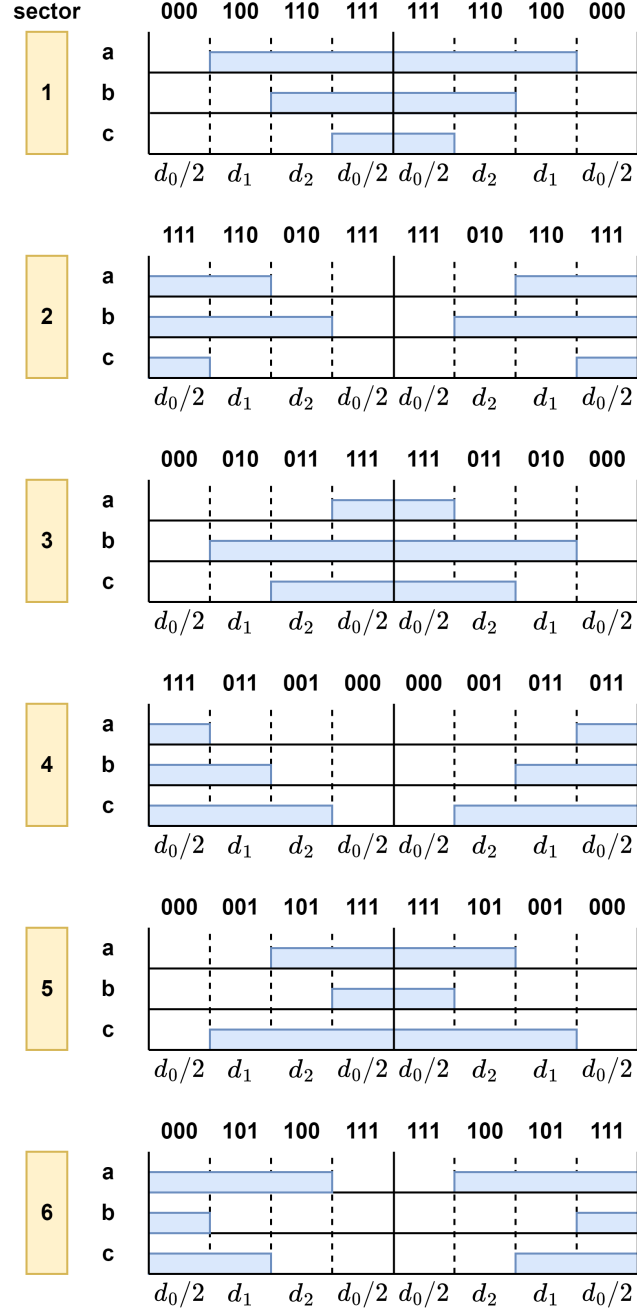 sector 000 100 110 111 111 110 100 000
a
1 b
c
d₀/2 d₁ d₂ d₀/2 d₀/2 d₂ d₁ d₀/2
111 110 010 111 111 010 110 111
a
2 b
c
d₀/2 d₁ d₂ d₀/2 d₀/2 d₂ d₁ d₀/2
000 010 011 111 111 011 010 000
a
3 b
c
d₀/2 d₁ d₂ d₀/2 d₀/2 d₂ d₁ d₀/2
111 011 001 000 000 001 011 011
a
4 b
c
d₀/2 d₁ d₂ d₀/2 d₀/2 d₂ d₁ d₀/2
000 001 101 111 111 101 001 000
a
5 b
c
d₀/2 d₁ d₂ d₀/2 d₀/2 d₂ d₁ d₀/2
000 101 100 111 111 100 101 111
a
6 b
c
d₀/2 d₁ d₂ d₀/2 d₀/2 d₂ d₁ d₀/2